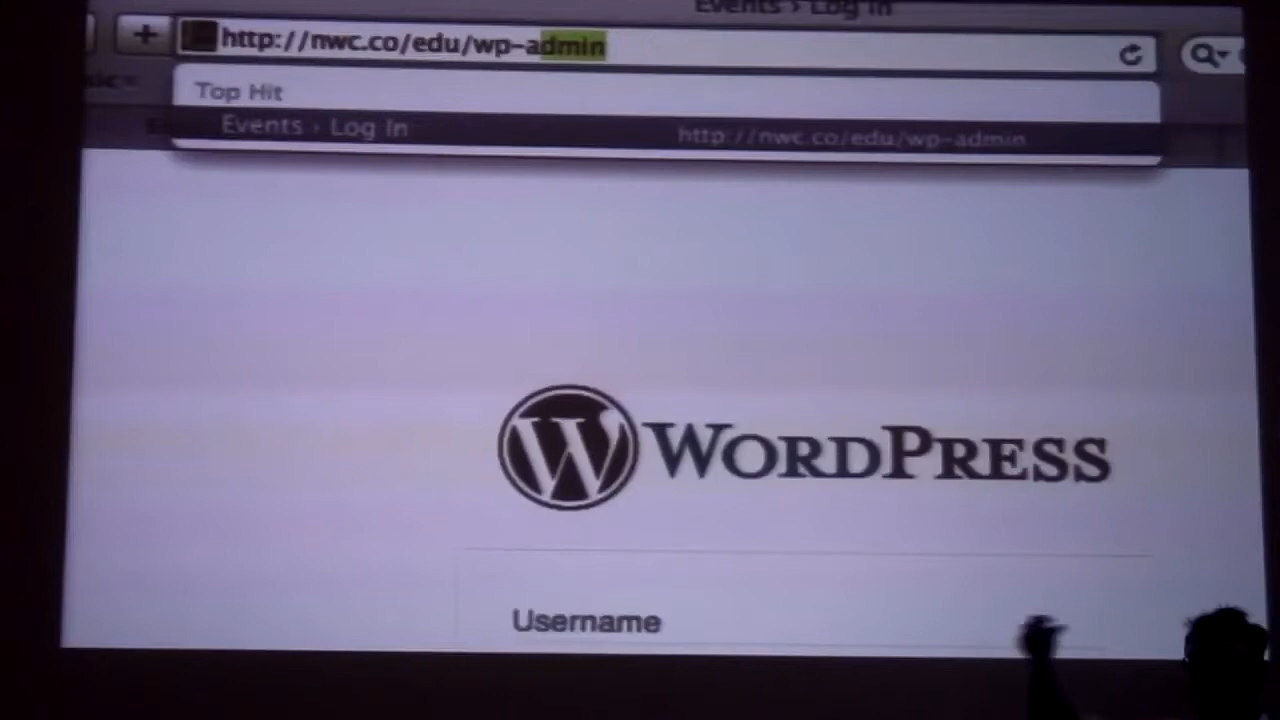 Events › Log In
http://nwc.co/edu/wp-admin
Top Hit
Events › Log In http://nwc.co/edu/wp-admin
WORDPRESS
Username